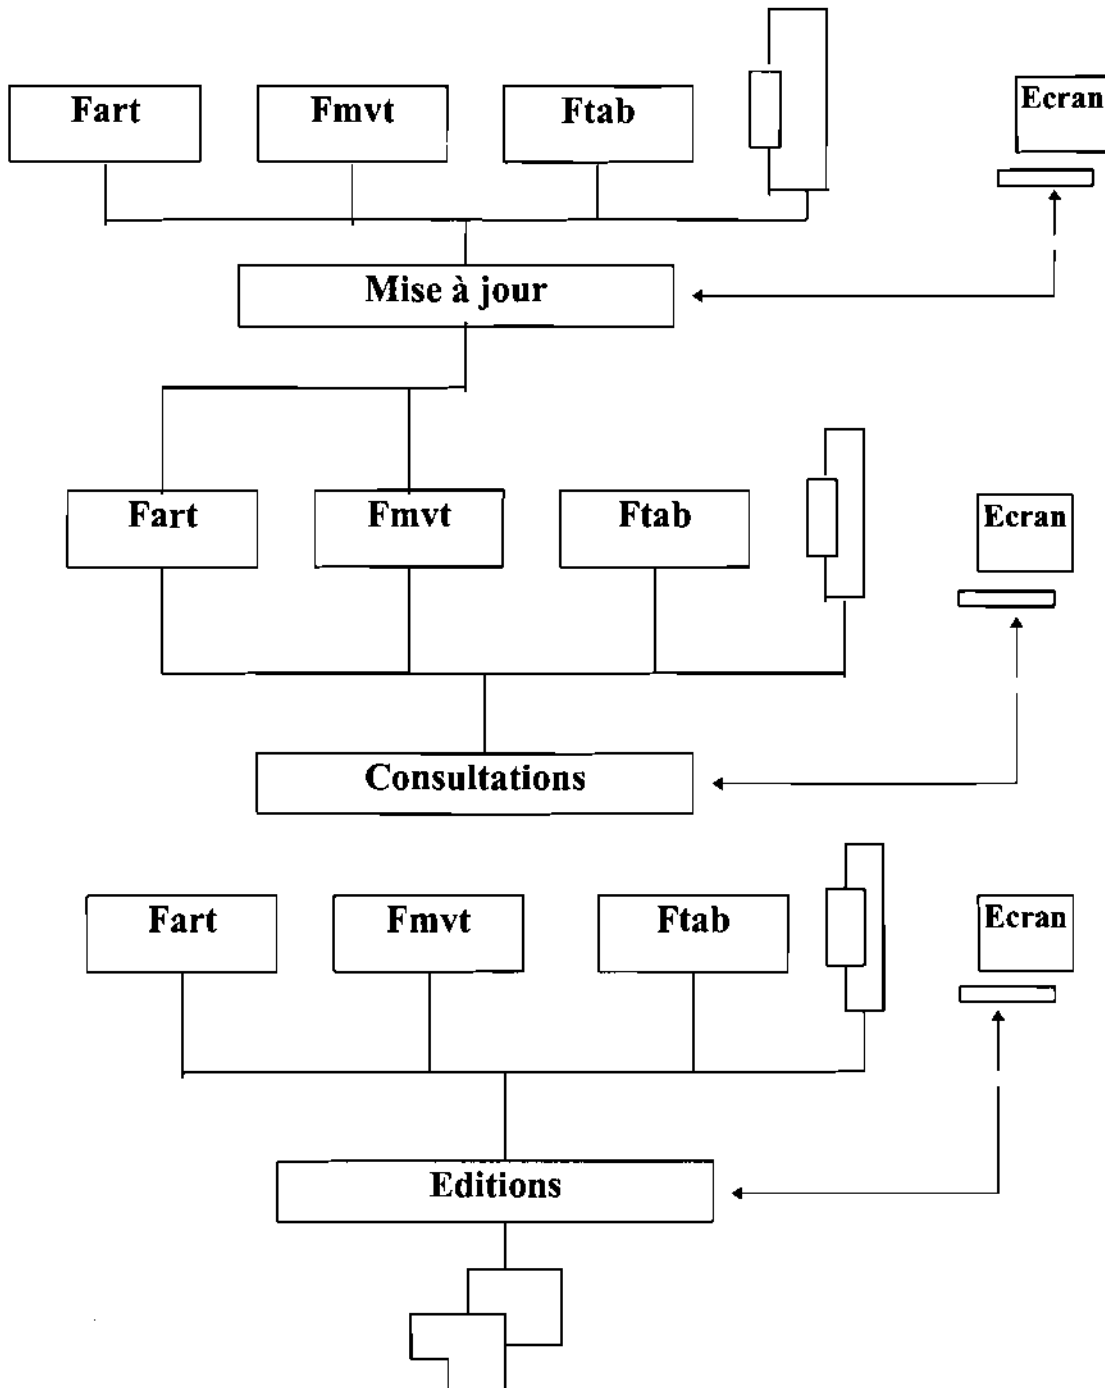 Fart
Fmvt
Ftab
Ecran
Mise à jour
Fart
Fmvt
Ftab
Ecran
Consultations
Fart
Fmvt
Ftab
Ecran
Editions